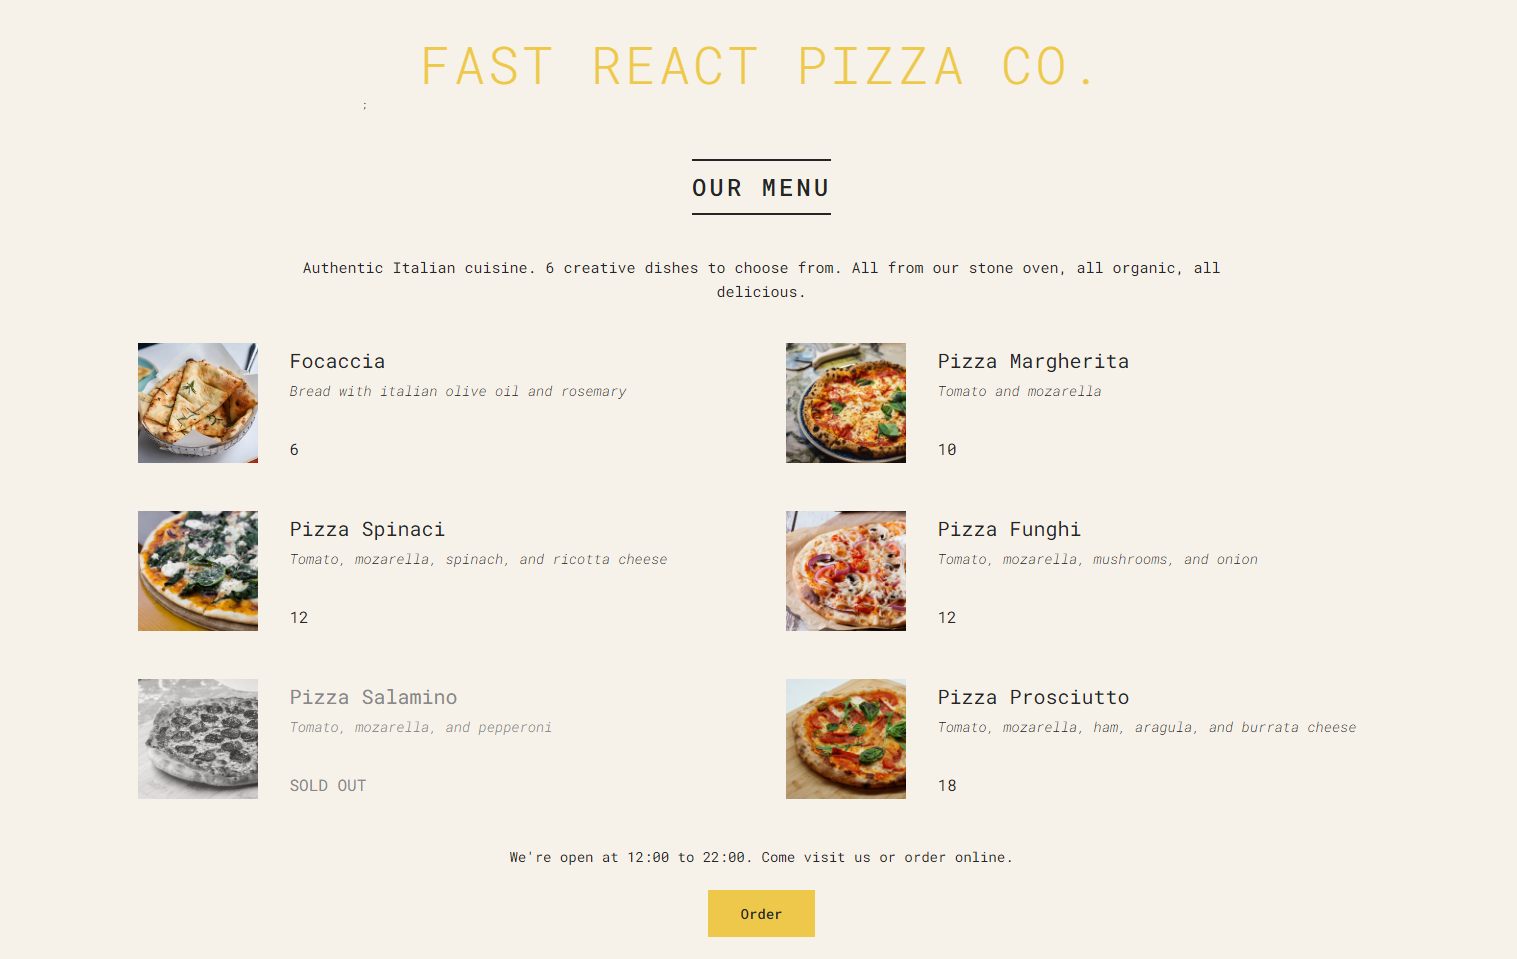 FAST REACT PIZZA CO.
;
OUR MENU
Authentic Italian cuisine. 6 creative dishes to choose from. All from our stone oven, all organic, all
delicious.
Focaccia
Bread with italian olive oil and rosemary
6
Pizza Margherita
Tomato and mozarella
10
Pizza Spinaci
Tomato, mozarella, spinach, and ricotta cheese
12
Pizza Funghi
Tomato, mozarella, mushrooms, and onion
12
Pizza Salamino
Tomato, mozarella, and pepperoni
SOLD OUT
Pizza Prosciutto
Tomato, mozarella, ham, aragula, and burrata cheese
18
We're open at 12:00 to 22:00. Come visit us or order online.
Order